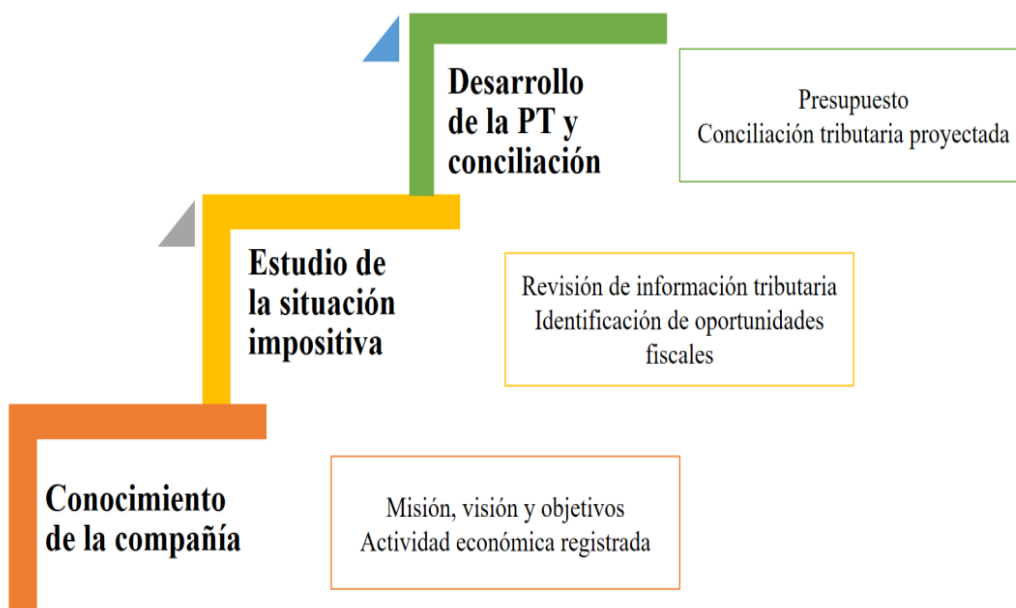 Desarrollo
de la PT y
conciliación
Presupuesto
Conciliación tributaria proyectada
Estudio de
la situación
impositiva
Revisión de información tributaria
Identificación de oportunidades
fiscales
Conocimiento
de la compañía
Misión, visión y objetivos
Actividad económica registrada